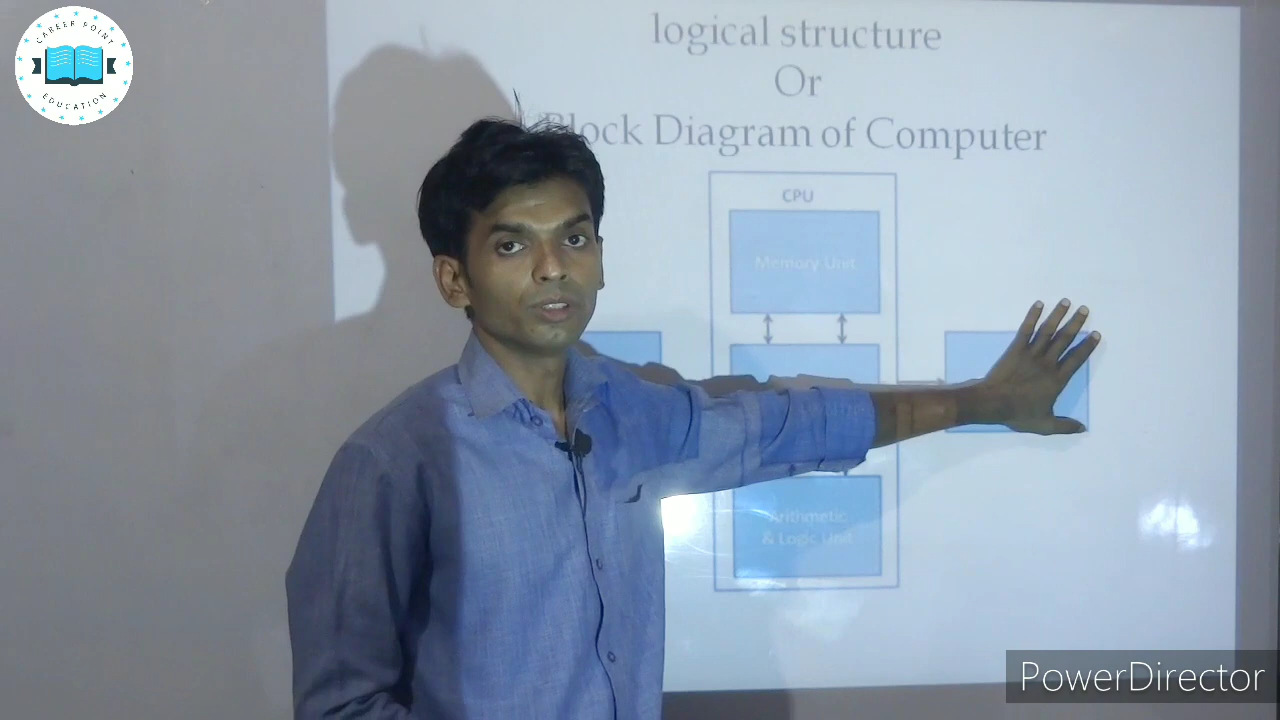 CAREER POINT
EDUCATION
logical structure
Or
Block Diagram of Computer
CPU
Memory Unit
Arithmetic
& Logic Unit
PowerDirector